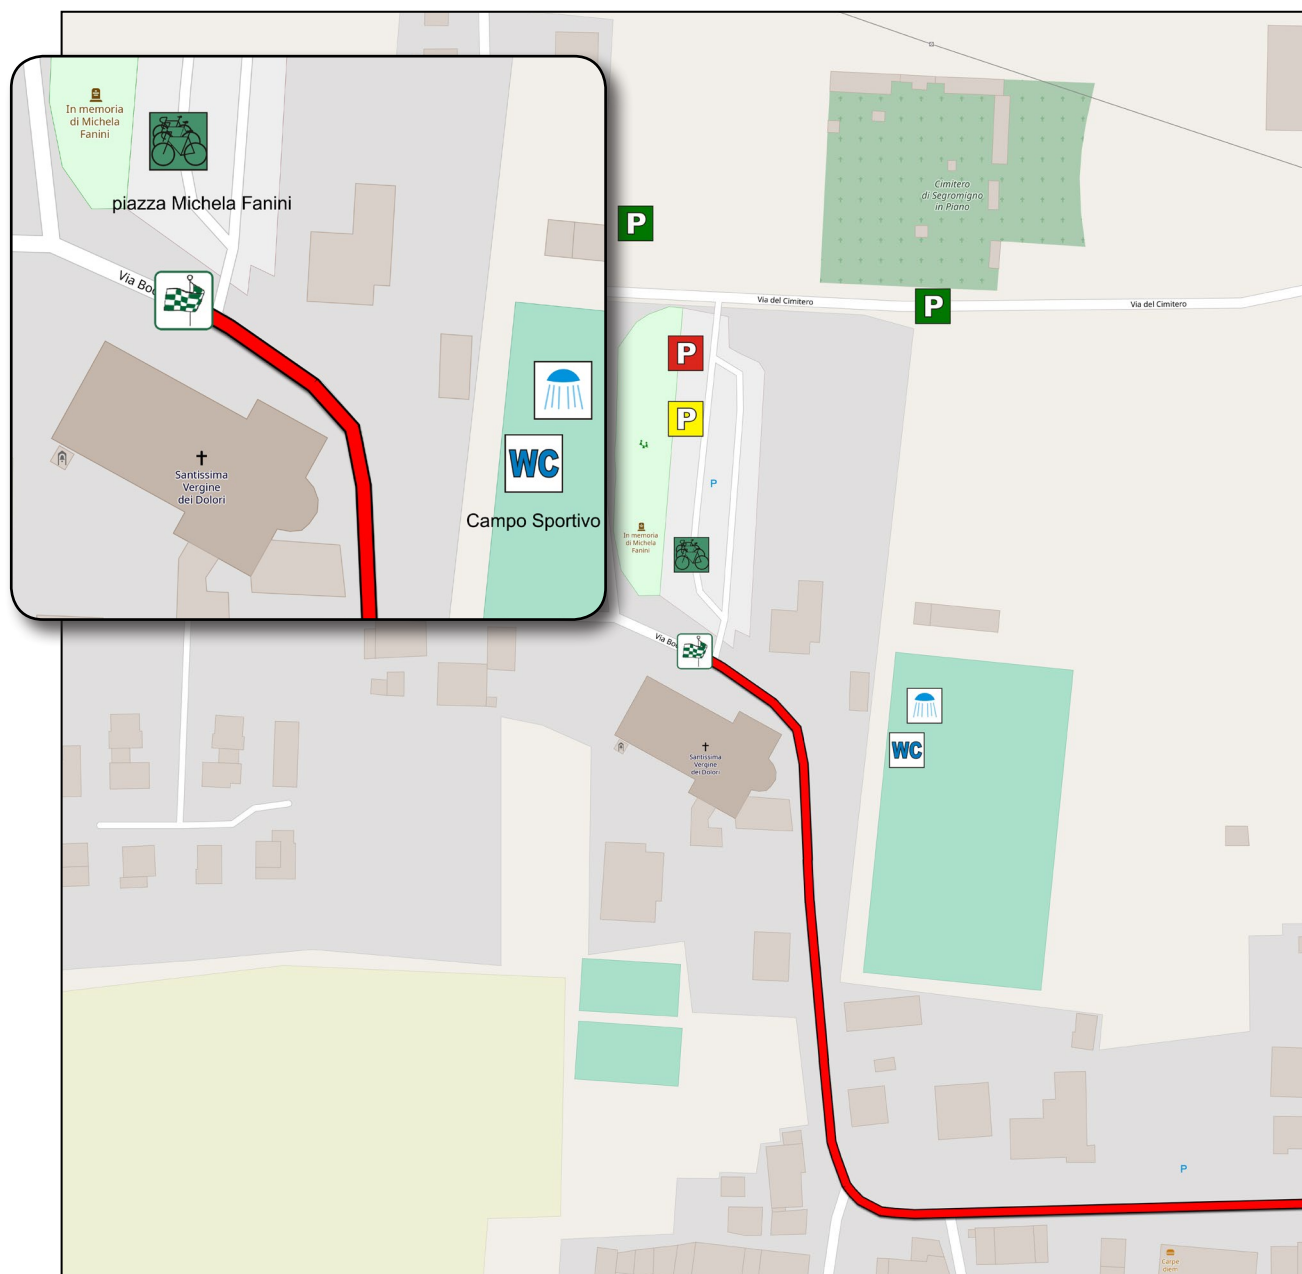 In memoria
di Michela
Fanini
piazza Michela Fanini
Via Bo
Santissima
Vergine
dei Dolori
WC
Campo Sportivo
Cimitero
di Segromigno
in Piano
P
Via del Cimitero
P
Via del Cimitero
P
P
P
In memoria
di Michela
Fanini
Via Bo
WC
Santissima
Vergine
dei Dolori
P
Carpe
diem